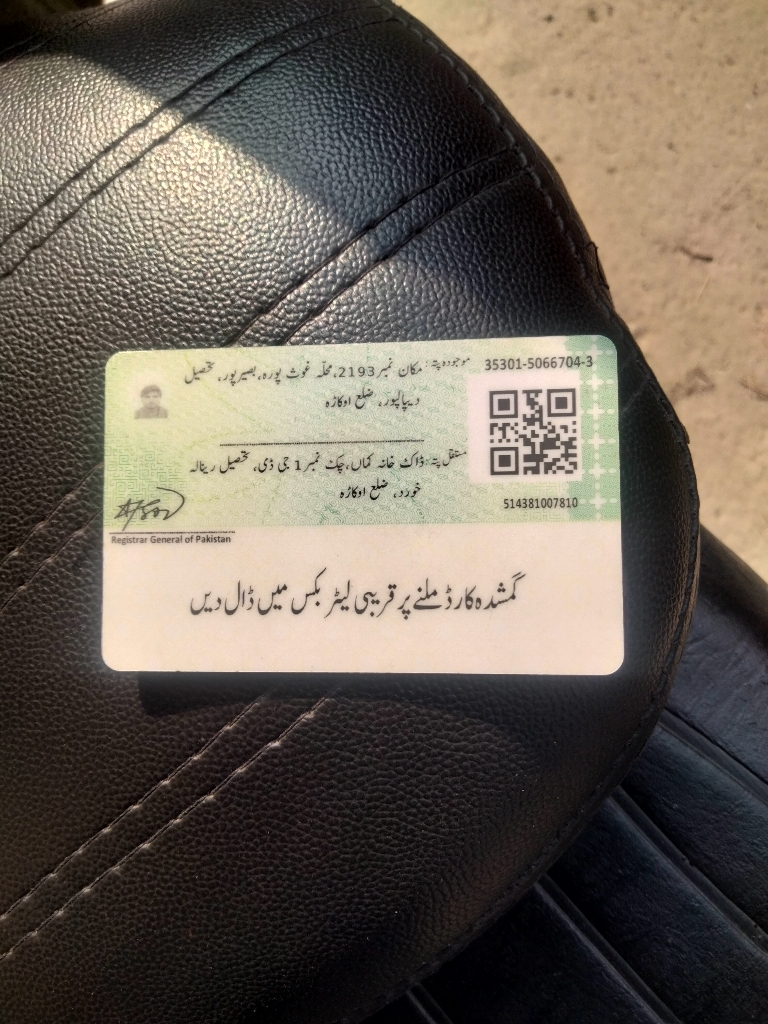 35301-5066704-3
موجودہ پتہ: مکان نمبر 2193، محلہ غوث پورہ، بصیرپور، تحصیل
دیپالپور، ضلع اوکاڑہ
مستقل پتہ: ڈاک خانہ کماں، چک نمبر 1 جی ڈی، تحصیل رینالہ
خورد، ضلع اوکاڑہ
514381007810
Registrar General of Pakistan
گمشدہ کارڈ ملنے پر قریبی لیٹر بکس میں ڈال دیں